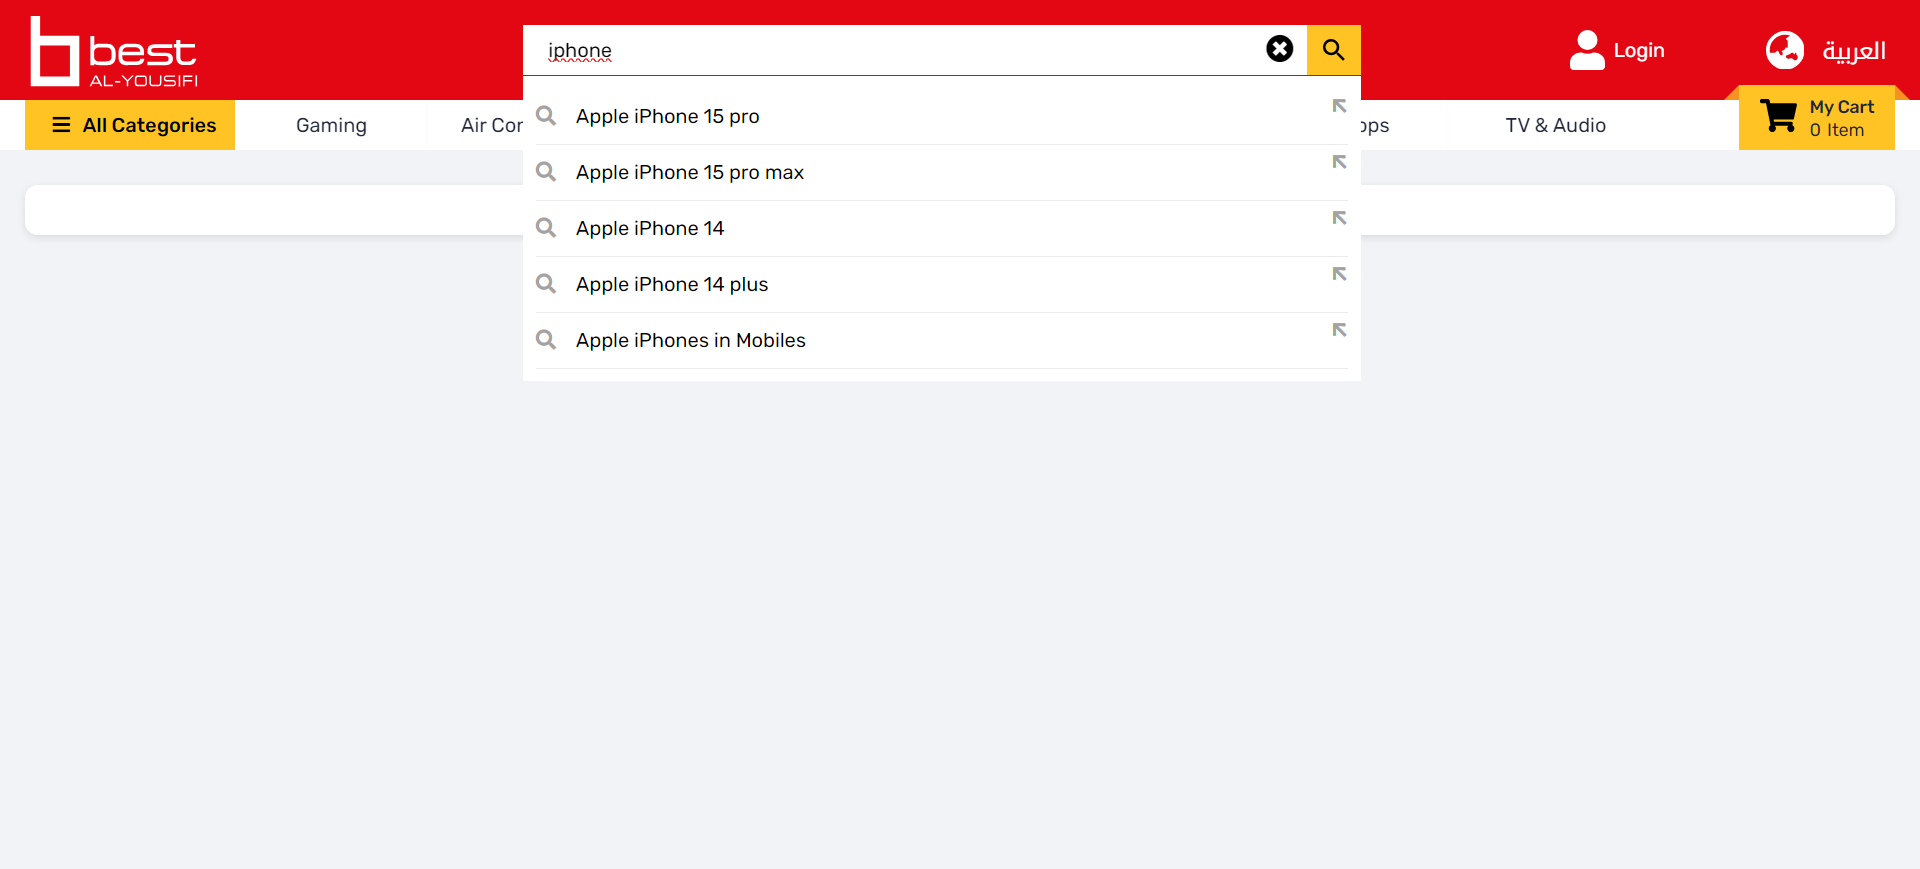 best
AL-YOUSIFI
iphone
Login
العربية
All Categories
Gaming
Air Cor
ops
TV & Audio
My Cart
0 Item
Apple iPhone 15 pro
Apple iPhone 15 pro max
Apple iPhone 14
Apple iPhone 14 plus
Apple iPhones in Mobiles